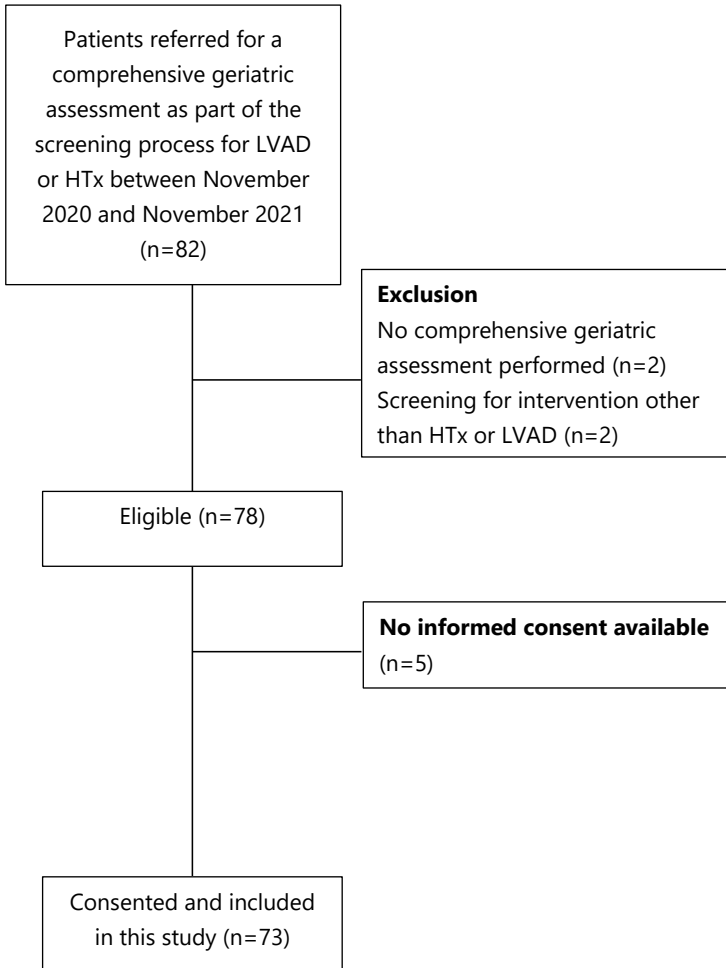 Patients referred for a
comprehensive geriatric
assessment as part of the
screening process for LVAD
or HTx between November
2020 and November 2021
(n=82)
Exclusion
No comprehensive geriatric
assessment performed (n=2)
Screening for intervention other
than HTx or LVAD (n=2)
Eligible (n=78)
No informed consent available
(n=5)
Consented and included
in this study (n=73)